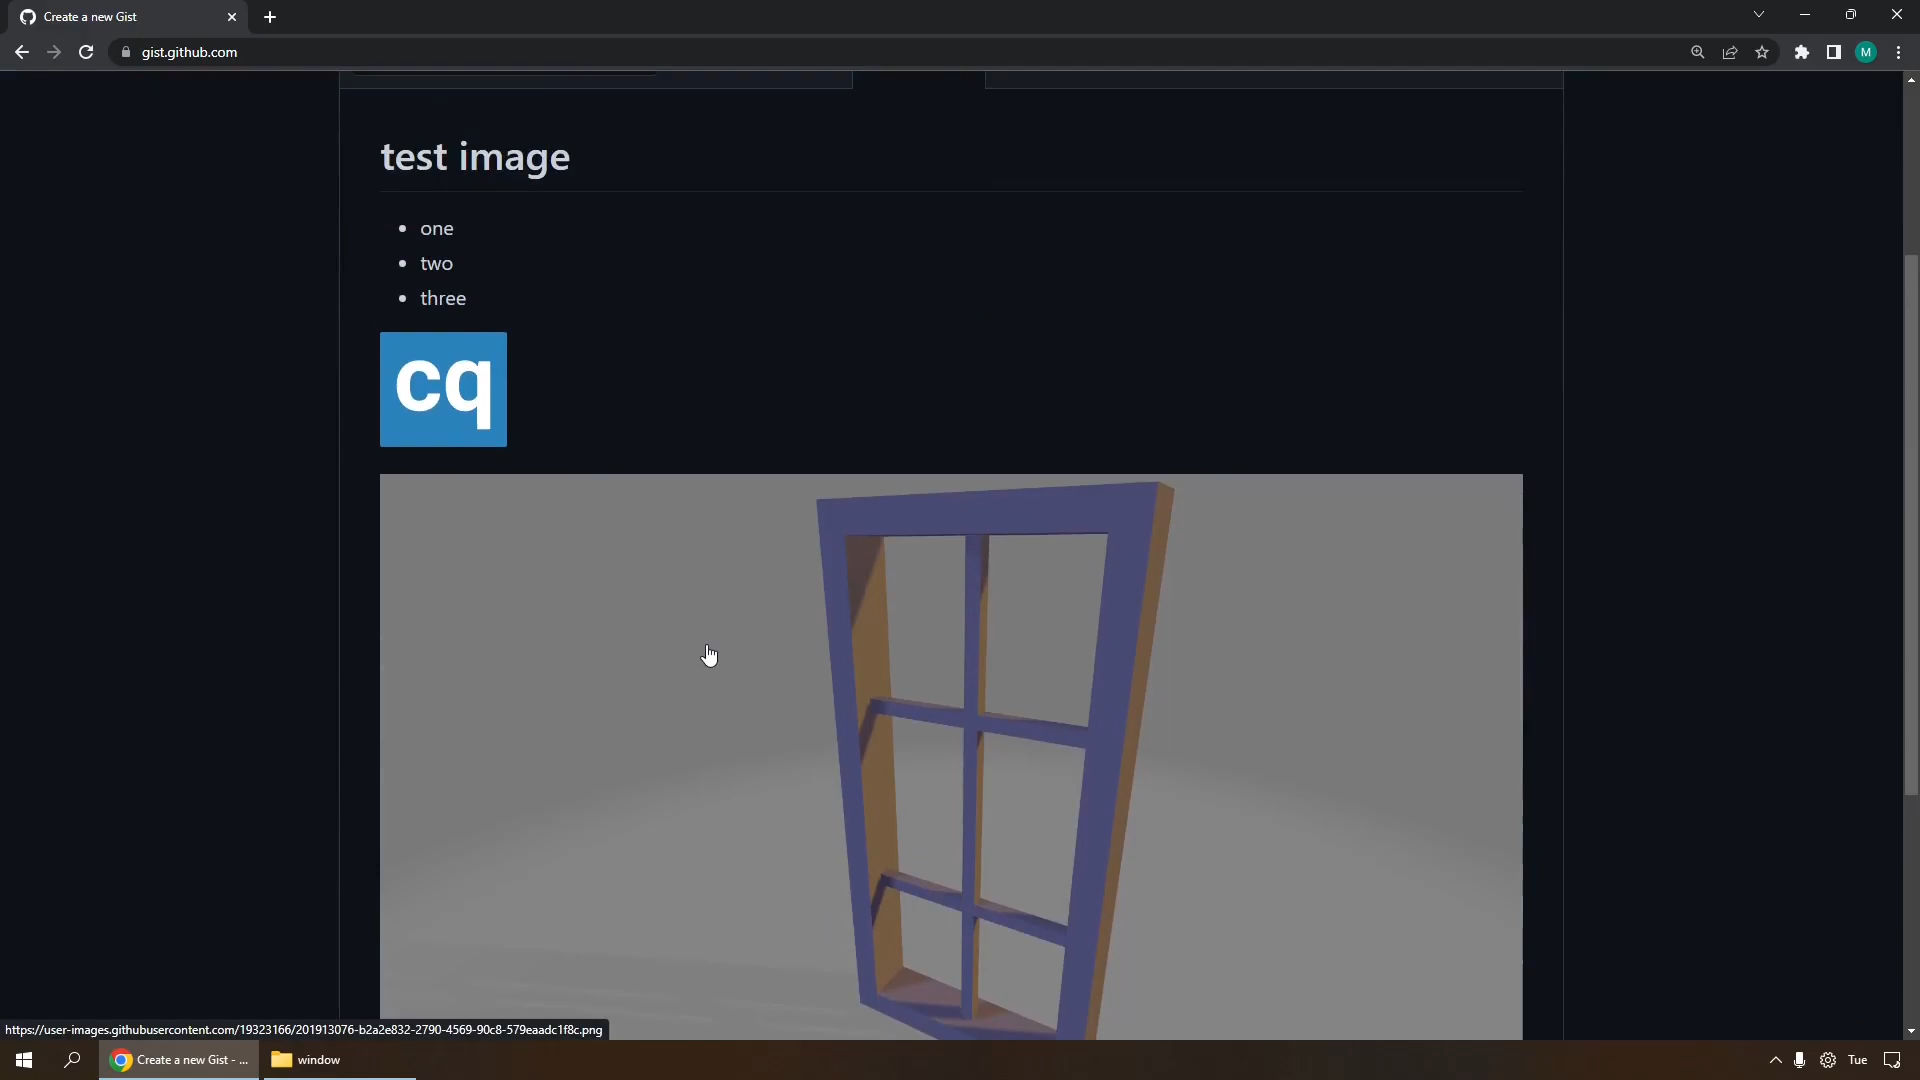 Create a new Gist
gist.github.com
M
test image
one
two
three
cq
https://user-images.githubusercontent.com/19323166/201913076-b2a2e832-2790-4569-90c8-579eaadc1f8c.png
Create a new Gist - ...
window
Tue